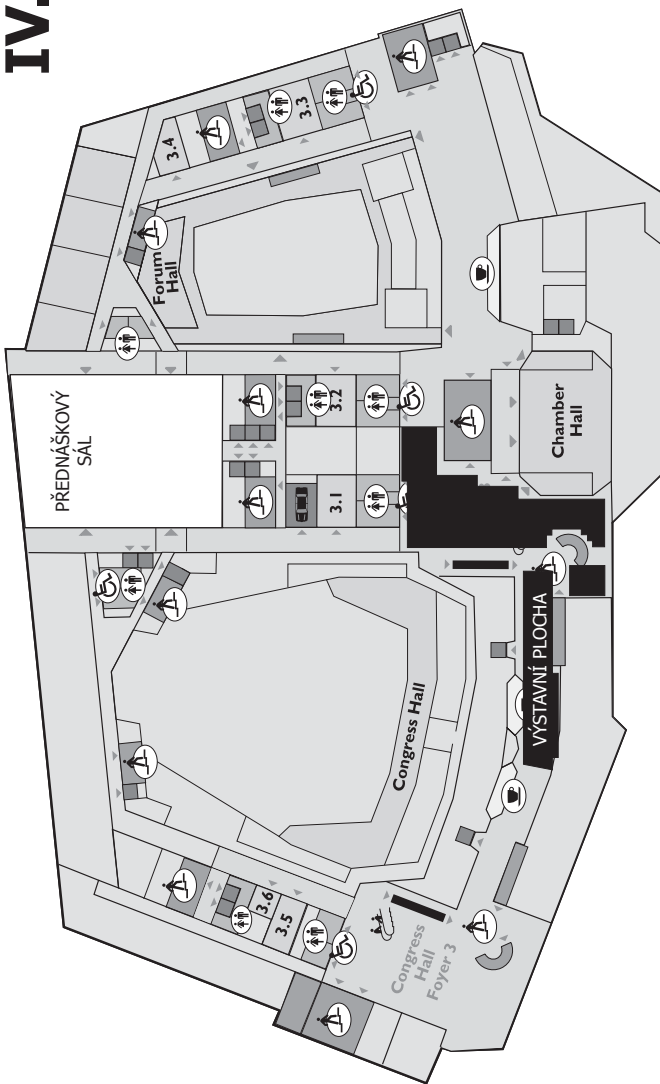 IV.
3.4
3.3
Forum
Hall
PŘEDNÁŠKOVÝ
SÁL
3.2
3.1
Chamber
Hall
VÝSTAVNÍ PLOCHA
Congress Hall
3.6
3.5
Congress
Hall
Foyer 3